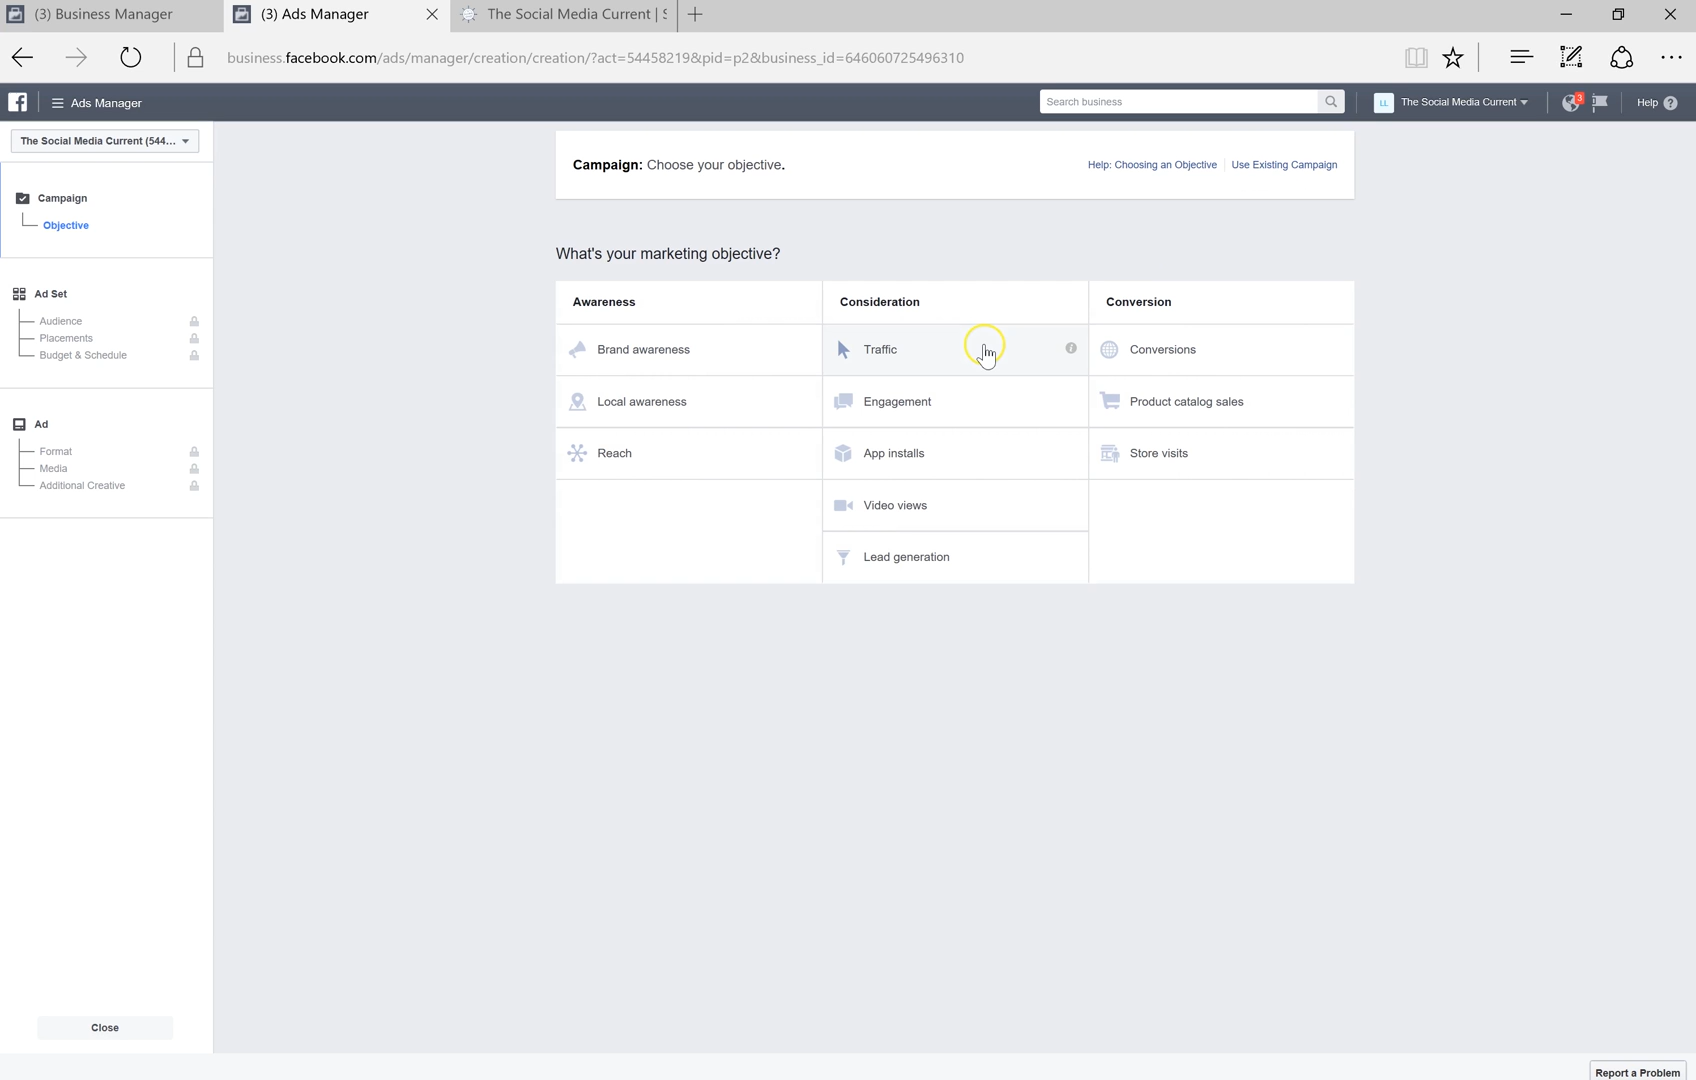 (3) Business Manager
(3) Ads Manager
The Social Media Current | S
business.facebook.com/ads/manager/creation/creation/?act=54458219&pid=p2&business_id=646060725496310
Ads Manager
Search business
LL
The Social Media Current
3
Help
The Social Media Current (544...
Campaign
Objective
Ad Set
Audience
Placements
Budget & Schedule
Ad
Format
Media
Additional Creative
Close
Campaign: Choose your objective.
Help: Choosing an Objective
Use Existing Campaign
What's your marketing objective?
Awareness
Consideration
Conversion
Brand awareness
Traffic
Conversions
Local awareness
Engagement
Product catalog sales
Reach
App installs
Store visits
Video views
Lead generation
Report a Problem